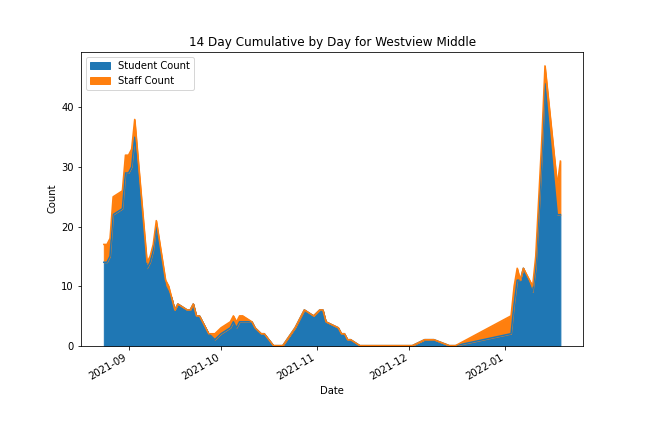 14 Day Cumulative by Day for Westview Middle
Student Count
Staff Count
40
30
20
10
0
Count
2021-09
2021-10
2021-11
2021-12
2022-01
Date